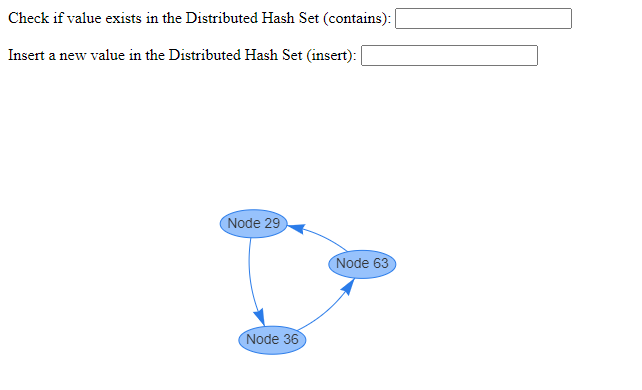 Check if value exists in the Distributed Hash Set (contains):
Insert a new value in the Distributed Hash Set (insert):
Node 29
Node 63
Node 36